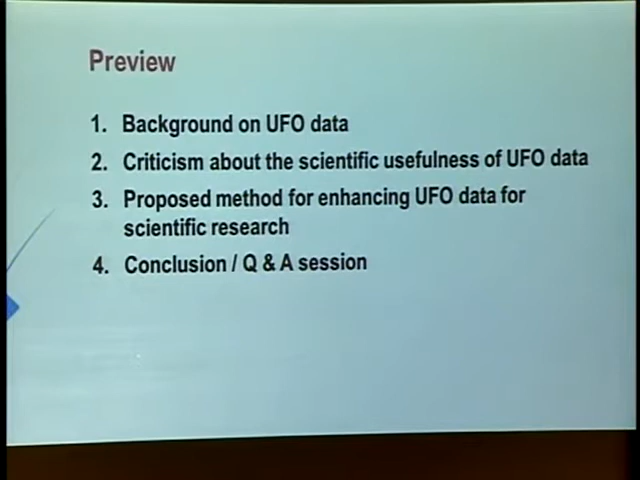 Preview
1. Background on UFO data
2. Criticism about the scientific usefulness of UFO data
3. Proposed method for enhancing UFO data for
scientific research
4. Conclusion / Q & A session